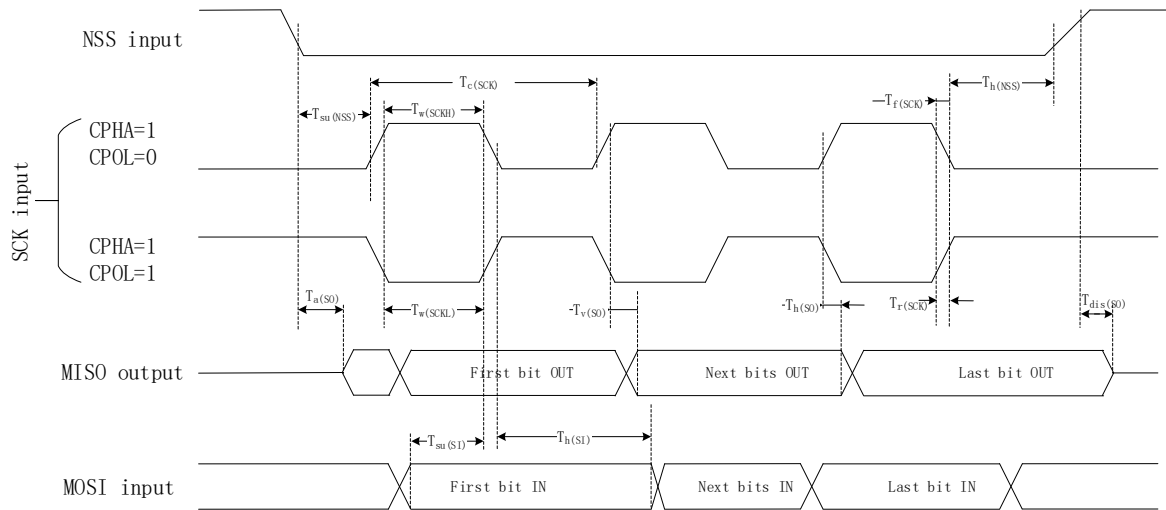 NSS input
Tc(SCK)
Th(NSS)
Tf(SCK)
Tsu(NSS)
Tw(SCKH)
CPHA=1
CPOL=0
SCK input
CPHA=1
CPOL=1
Ta(SO)
Tw(SCKL)
Tv(SO)
Th(SO)
Tr(SCK)
Tdis(SO)
MISO output
First bit OUT
Next bits OUT
Last bit OUT
Tsu(SI)
Th(SI)
MOSI input
First bit IN
Next bits IN
Last bit IN